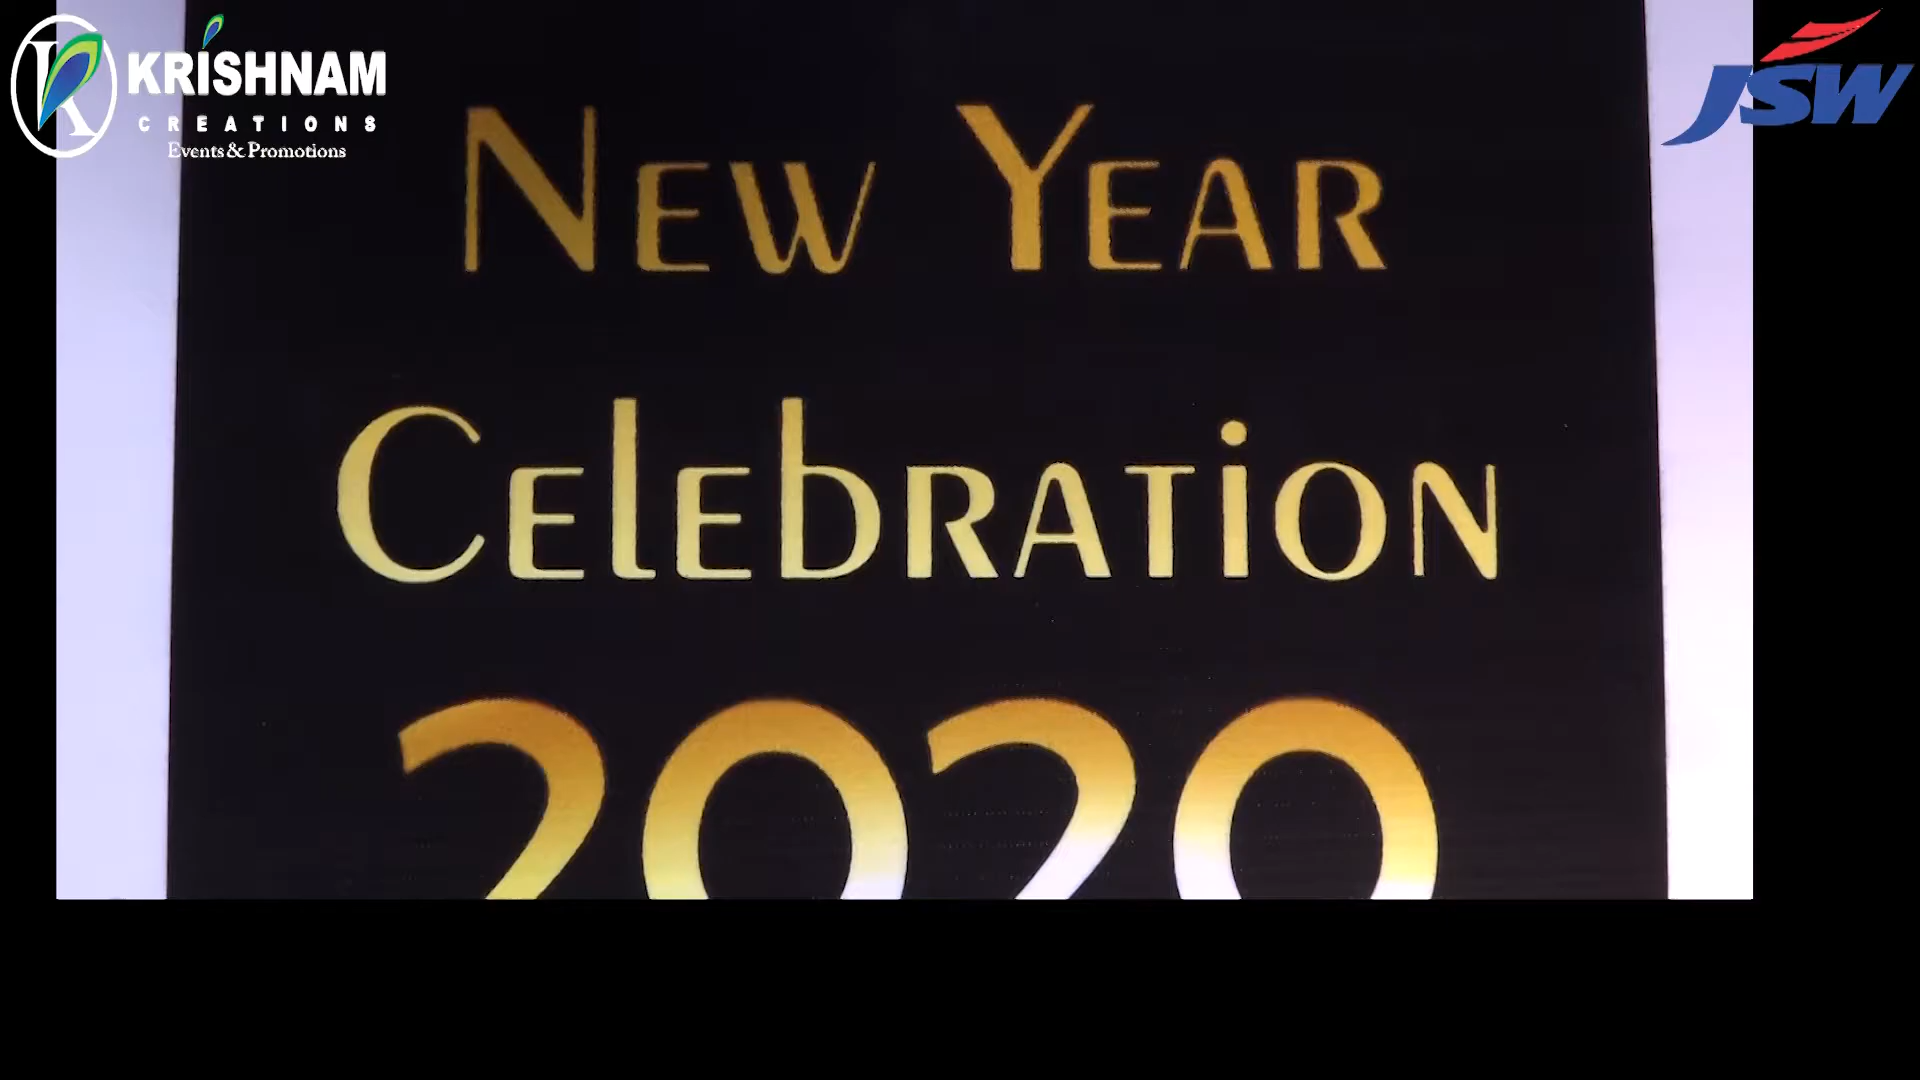 KRISHNAM
CREATIONS
Events & Promotions
JSW
NEW YEAR
CElEbRATiON
2020